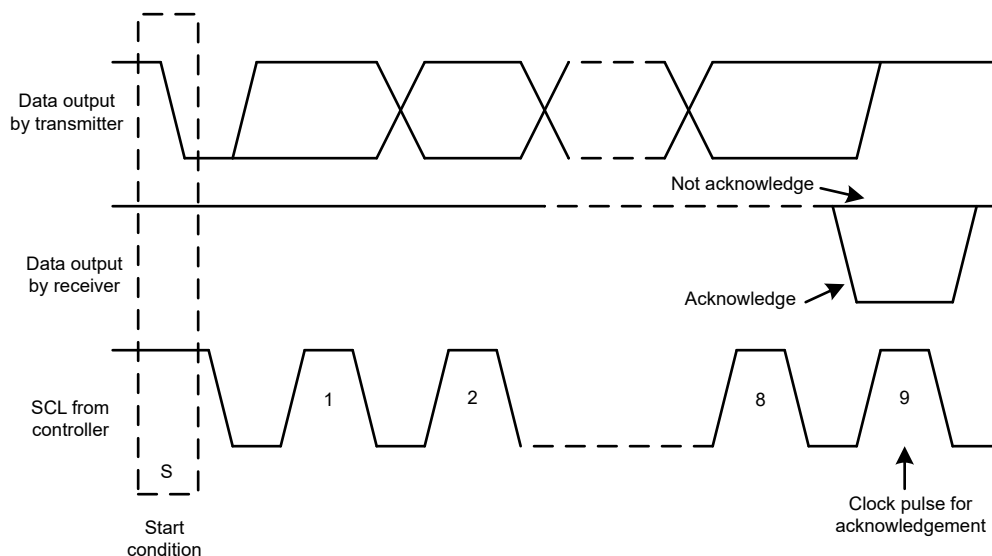 Data output
by transmitter
Not acknowledge
Data output
by receiver
Acknowledge
SCL from
controller
1
2
8
9
S
Start
condition
Clock pulse for
acknowledgement